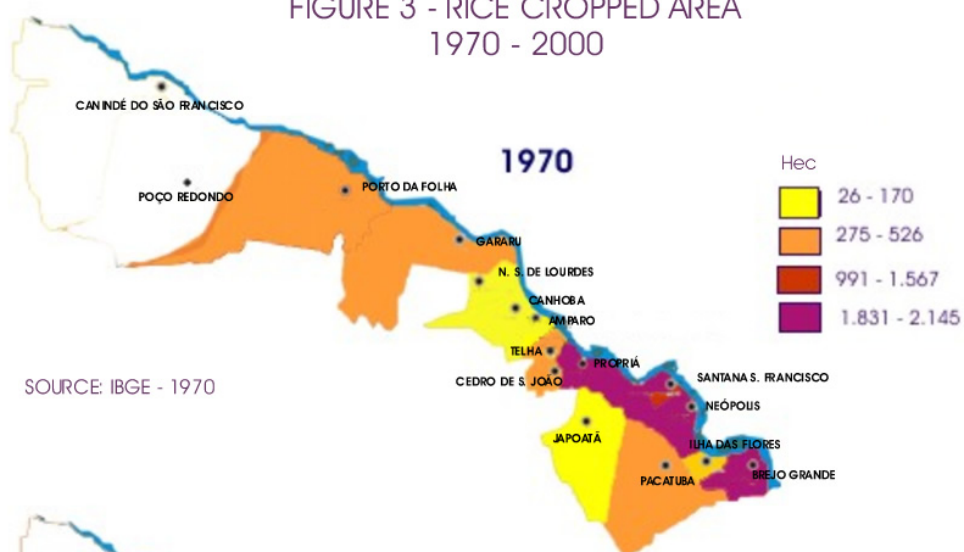 FIGURE 3 - RICE CROPPED AREA
1970 - 2000
CANINDÉ DO SÃO FRANCISCO
1970
Hec
POÇO REDONDO
PORTO DA FOLHA
26 - 170
275 - 526
GARARU
N. S. DE LOURDES
991 - 1.567
CANHOBA
AMPARO
1.831 - 2.145
TELHA
PROPRIÁ
CEDRO DE S. JOÃO
SANTANA S. FRANCISCO
SOURCE: IBGE - 1970
NEÓPOLIS
JAPOATÃ
ILHA DAS FLORES
PACATUBA
BREJO GRANDE